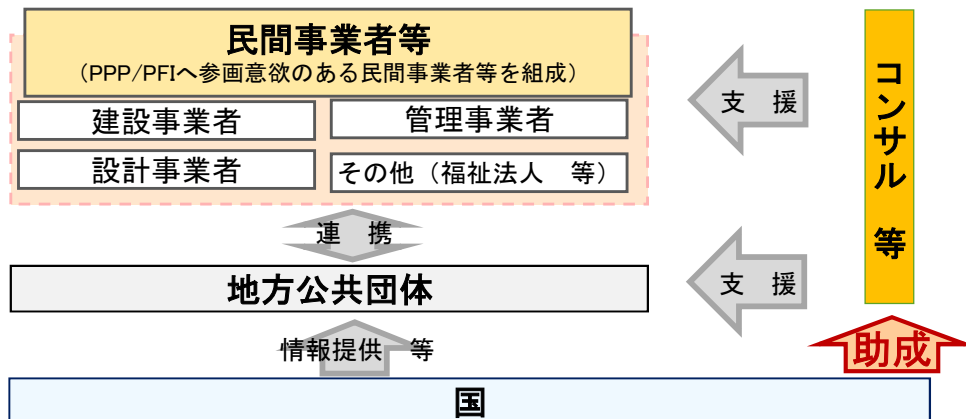 民間事業者等
（PPP/PFIへ参画意欲のある民間事業者等を組成）
建設事業者
管理事業者
設計事業者
その他（福祉法人　等）
支　援
コンサル　等
連　携
地方公共団体
支　援
情報提供　等
助成
国